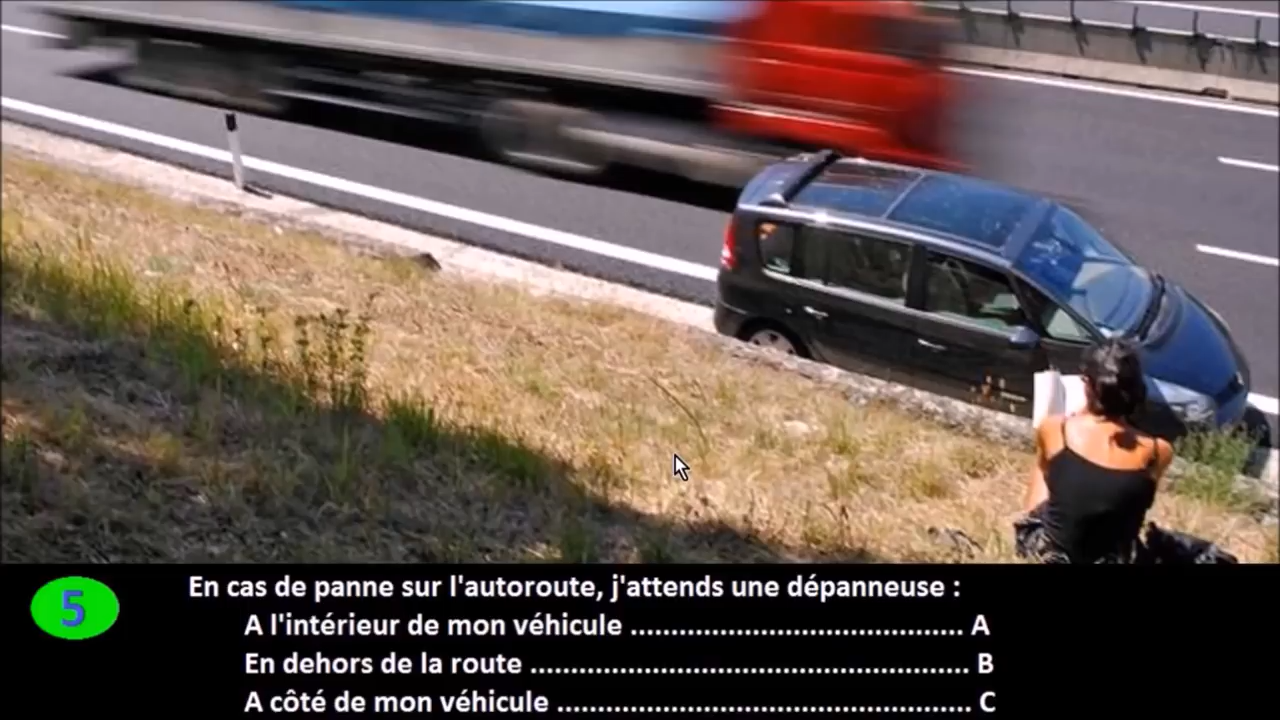 5 En cas de panne sur l'autoroute, j'attends une dépanneuse :
A l'intérieur de mon véhicule ........................................ A
En dehors de la route ..................................................... B
A côté de mon véhicule .................................................. C